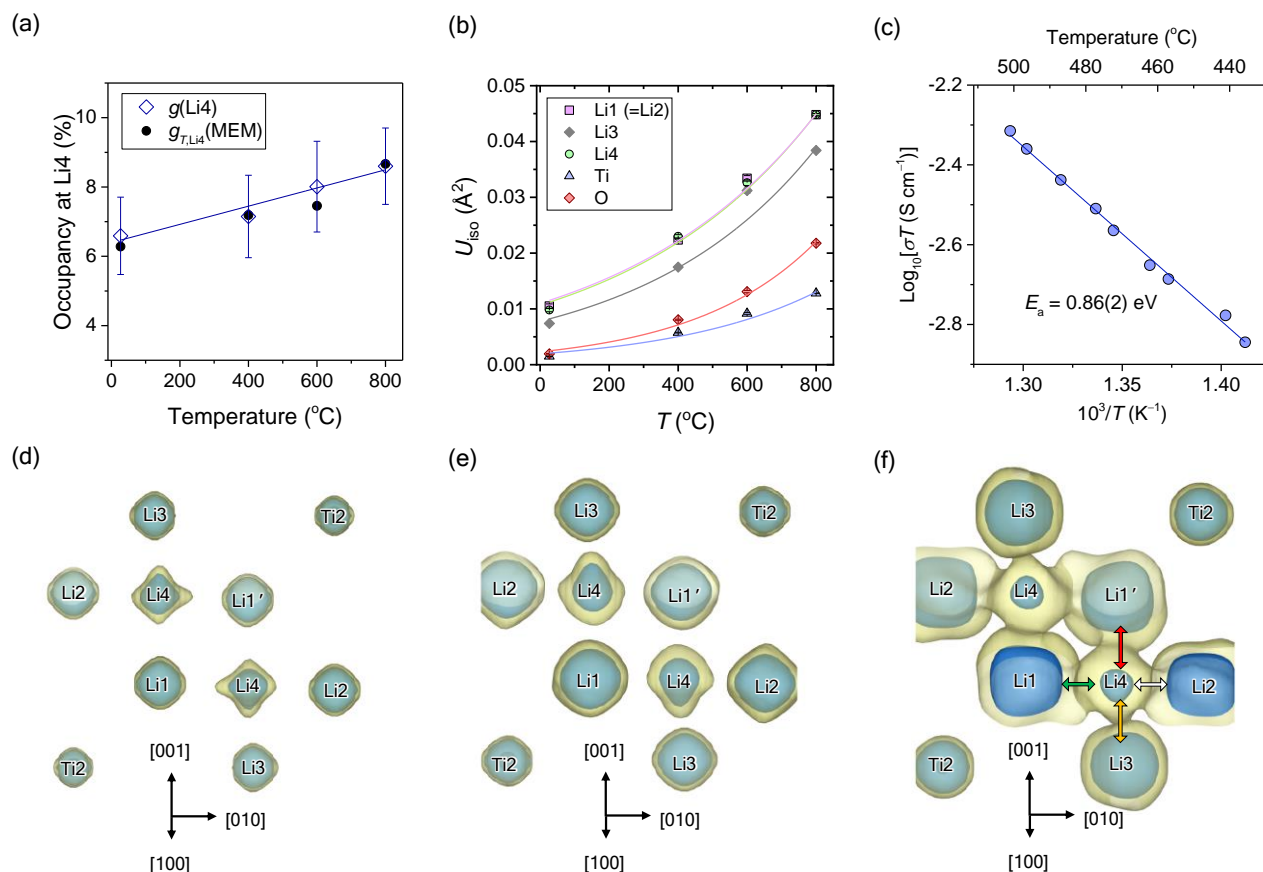 (a)
(b)
(c)
10
8
6
4
0
200
400
600
800
Occupancy at Li4 (%)
Temperature (°C)
g(Li4)
g_T,Li4(MEM)
0.05
0.04
0.03
0.02
0.01
0.00
0
200
400
600
800
U_iso (Å²)
T (°C)
Li1 (=Li2)
Li3
Li4
Ti
O
Temperature (°C)
500
480
460
440
-2.2
-2.4
-2.6
-2.8
Log₁₀[σT (S cm⁻¹)]
E_a = 0.86(2) eV
1.30
1.35
1.40
10³/T (K⁻¹)
(d)
(e)
(f)
Li3
Ti2
Li2
Li4
Li1′
Li1
Li4
Li2
Ti2
Li3
[001]
[010]
[100]
Li3
Ti2
Li2
Li4
Li1′
Li1
Li4
Li2
Ti2
Li3
[001]
[010]
[100]
Li3
Ti2
Li2
Li4
Li1′
Li1
Li4
Li2
Ti2
Li3
[001]
[010]
[100]